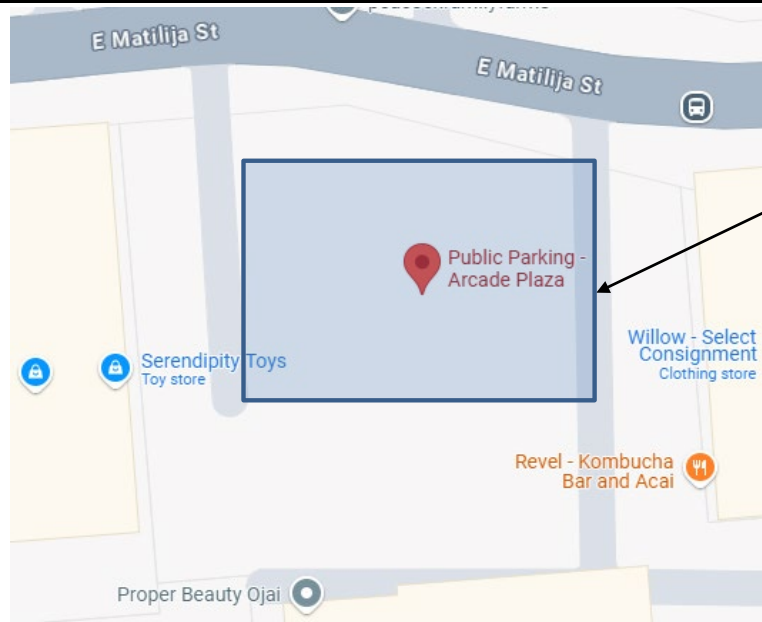 E Matilija St
E Matilija St
Public Parking -
Arcade Plaza
Willow - Select
Consignment
Clothing store
Serendipity Toys
Toy store
Revel - Kombucha
Bar and Acai
Proper Beauty Ojai